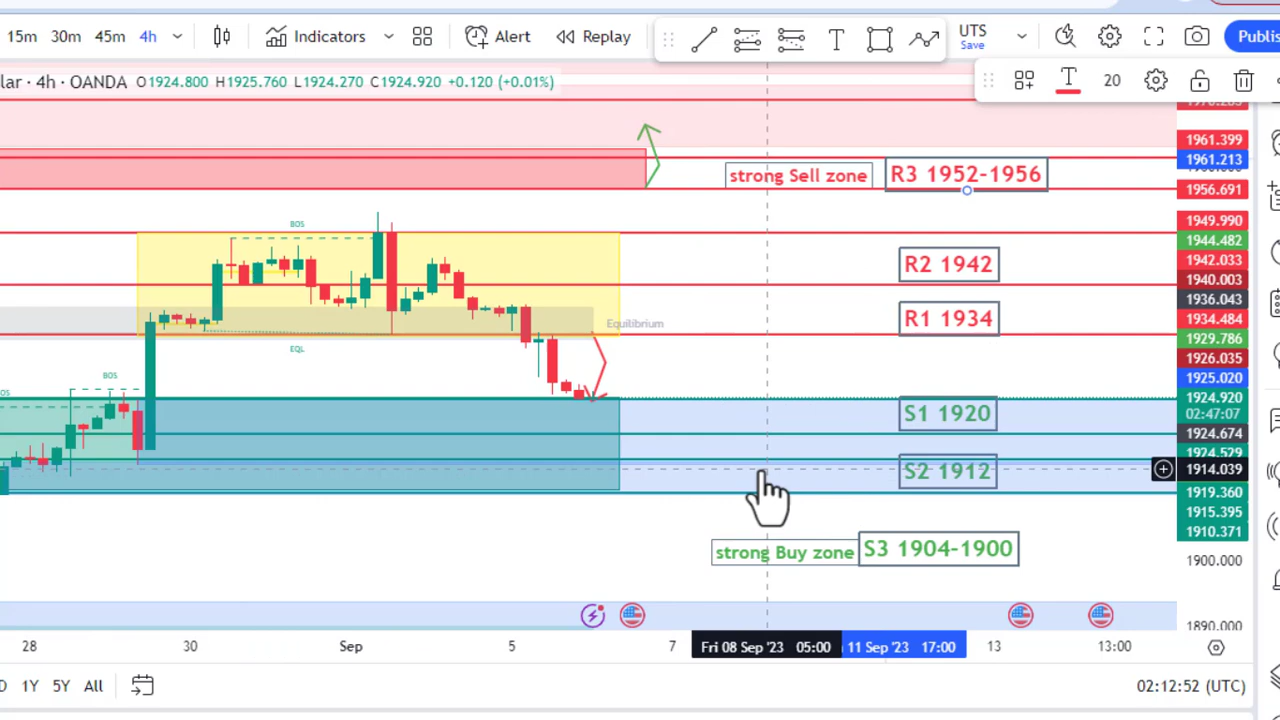 15m 30m 45m 4h Indicators Alert Replay UTS Publis
Save
20
lar · 4h · OANDA O1924.800 H1925.760 L1924.270 C1924.920 +0.120 (+0.01%)
1961.399
1961.213
strong Sell zone R3 1952-1956
1956.691
BOS
1949.990
1944.482
R2 1942
1942.033
1940.003
1936.043
R1 1934
1934.484
Equilibrium
1929.786
EQL
1926.035
BOS
1925.020
OS
1924.920
S1 1920
02:47:07
1924.674
1924.529
S2 1912
1914.039
1919.360
1915.395
1910.371
strong Buy zone S3 1904-1900
1900.000
1890.000
28 30 Sep 5 7 Fri 08 Sep '23 05:00 11 Sep '23 17:00 13 13:00
D 1Y 5Y All 02:12:52 (UTC)